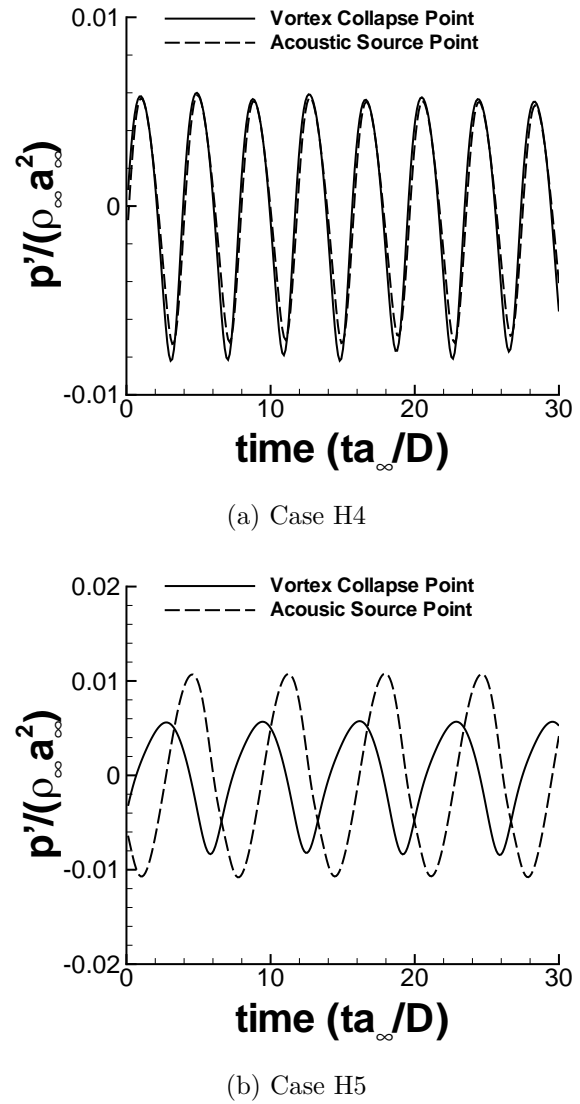 Vortex Collapse Point
Acoustic Source Point
0.01
0
-0.01
p'/(ρ∞a²∞)
0 10 20 30
time (ta∞/D)
(a) Case H4
Vortex Collapse Point
Acousic Source Point
0.02
0.01
0
-0.01
-0.02
p'/(ρ∞a²∞)
0 10 20 30
time (ta∞/D)
(b) Case H5